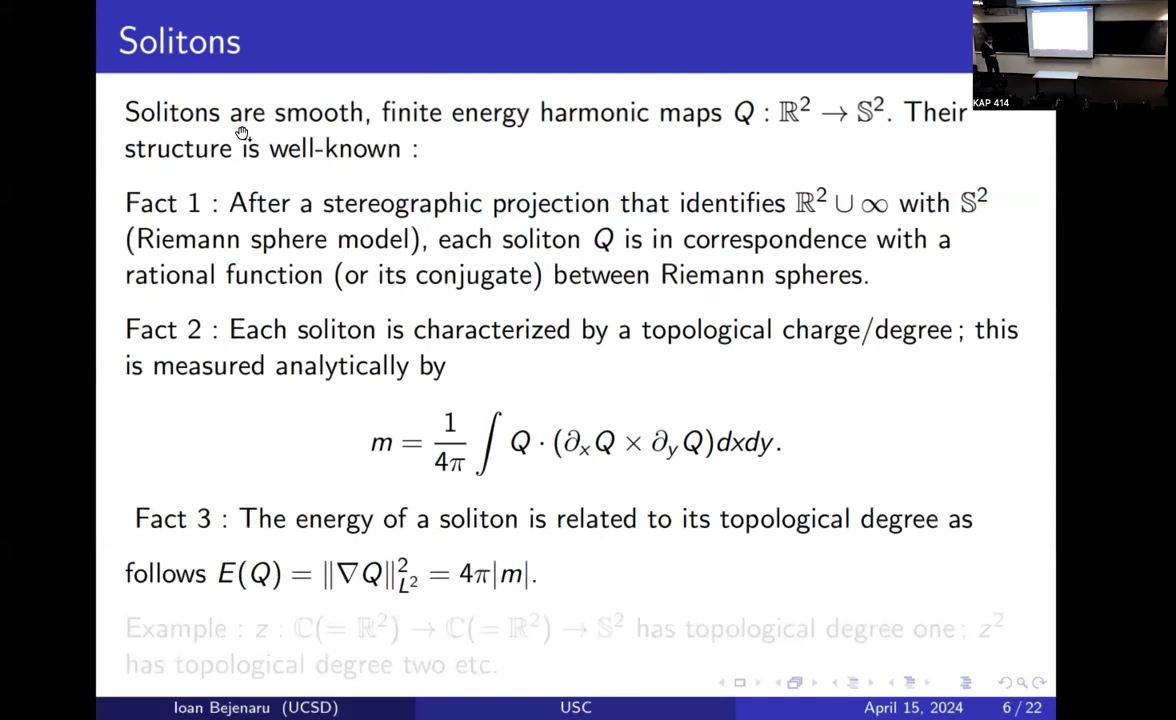 Solitons
KAP 414
Solitons are smooth, finite energy harmonic maps Q : ℝ² → 𝕊². Their
structure is well-known :
Fact 1 : After a stereographic projection that identifies ℝ² ∪ ∞ with 𝕊²
(Riemann sphere model), each soliton Q is in correspondence with a
rational function (or its conjugate) between Riemann spheres.
Fact 2 : Each soliton is characterized by a topological charge/degree ; this
is measured analytically by
m = 1/4π ∫ Q · (∂ₓQ × ∂ᵧQ)dxdy.
Fact 3 : The energy of a soliton is related to its topological degree as
follows E(Q) = ‖∇Q‖²_L² = 4π|m|.
Example : z : ℂ(= ℝ²) → ℂ(= ℝ²) → 𝕊² has topological degree one ; z²
has topological degree two etc.
Ioan Bejenaru (UCSD) USC April 15, 2024 6 / 22